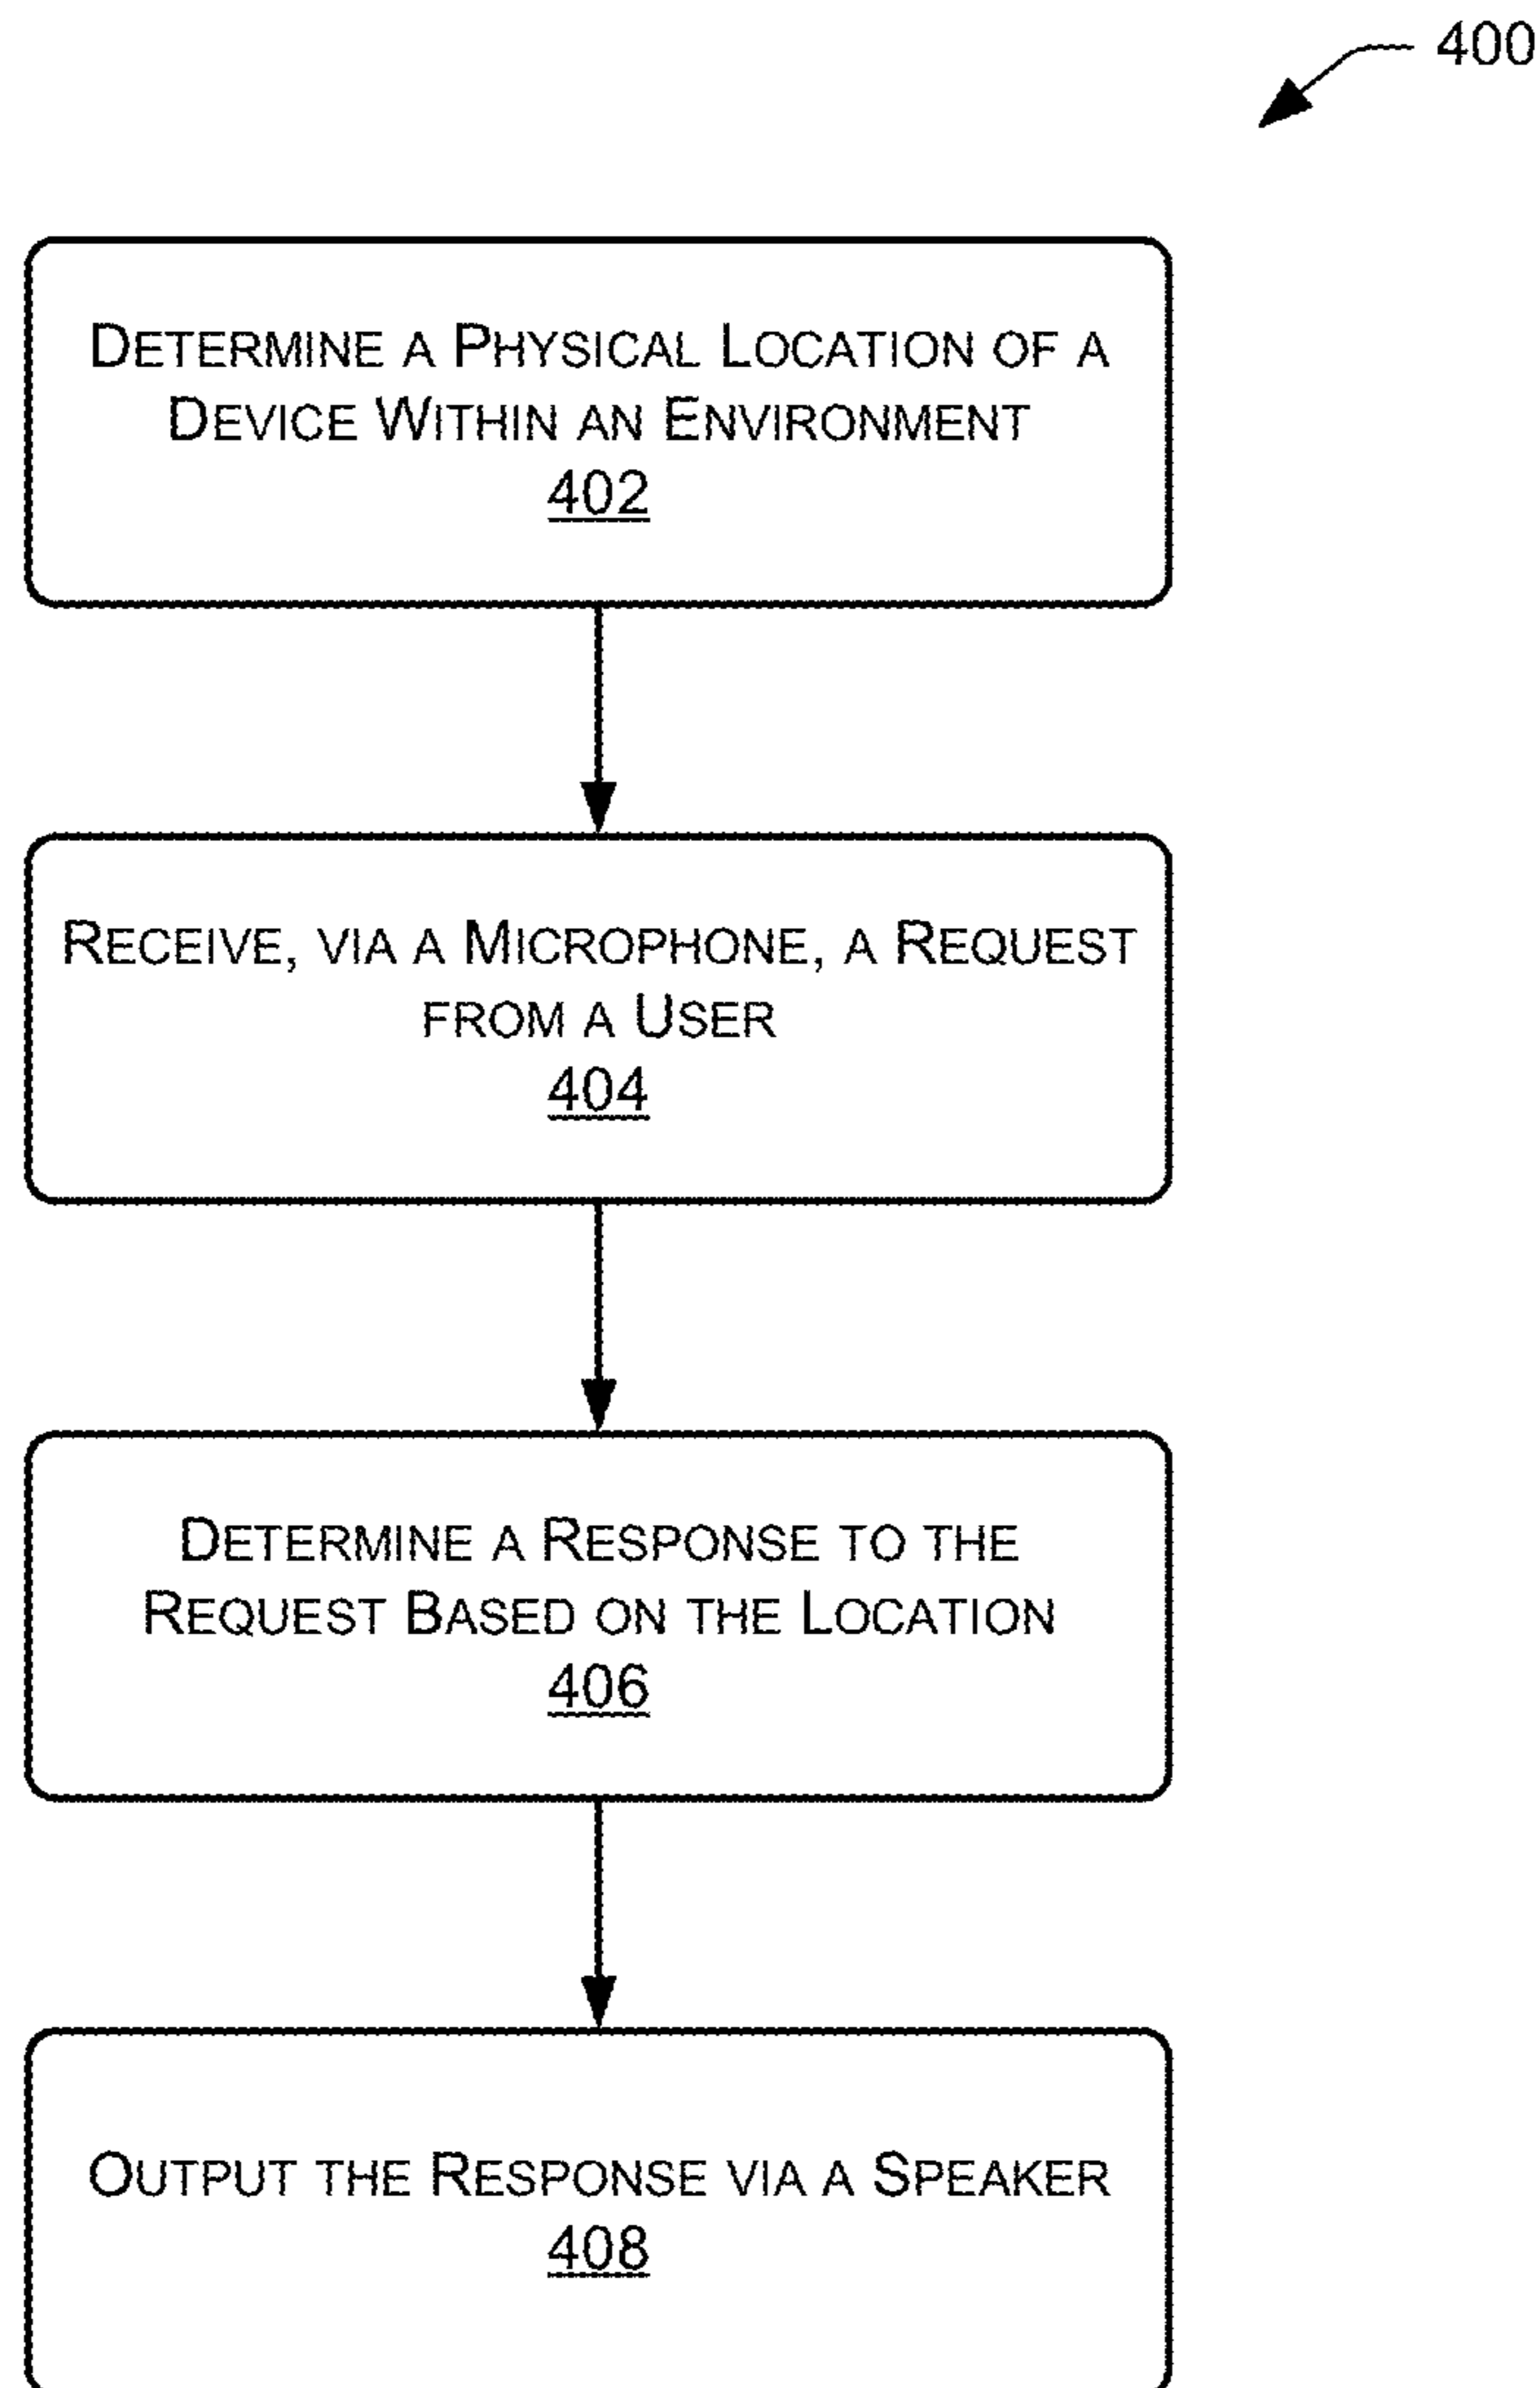 400
DETERMINE A PHYSICAL LOCATION OF A
DEVICE WITHIN AN ENVIRONMENT
402
RECEIVE, VIA A MICROPHONE, A REQUEST
FROM A USER
404
DETERMINE A RESPONSE TO THE
REQUEST BASED ON THE LOCATION
406
OUTPUT THE RESPONSE VIA A SPEAKER
408